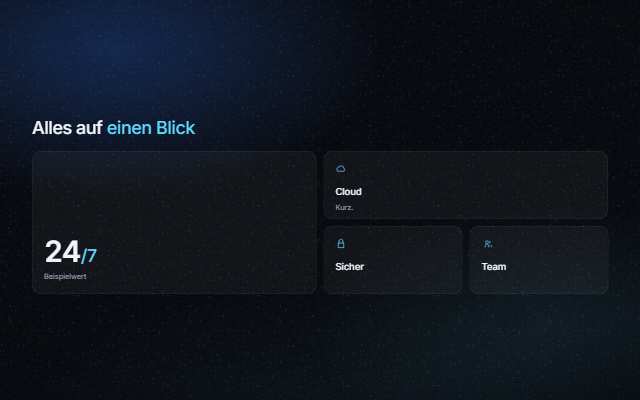 Alles auf einen Blick
24/7
Beispielwert
Cloud
Kurz.
Sicher
Team